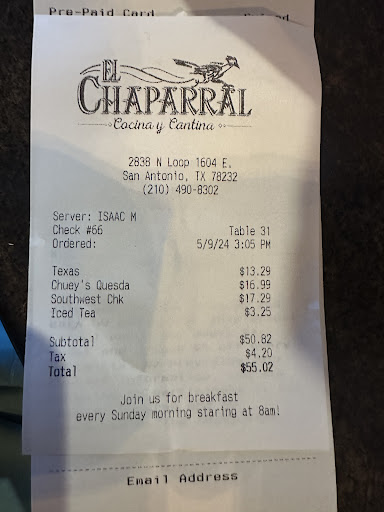 Pre-Paid Card
EL
CHAPARRAL
Cocina y Cantina
2838 N Loop 1604 E.
San Antonio, TX 78232
(210) 490-8302
Server: ISAAC M
Check #66 Table 31
Ordered: 5/9/24 3:05 PM
Texas $13.29
Chuey's Quesda $16.99
Southwest Chk $17.29
Iced Tea $3.25
Subtotal $50.82
Tax $4.20
Total $55.02
Join us for breakfast
every Sunday morning staring at 8am!
Email Address